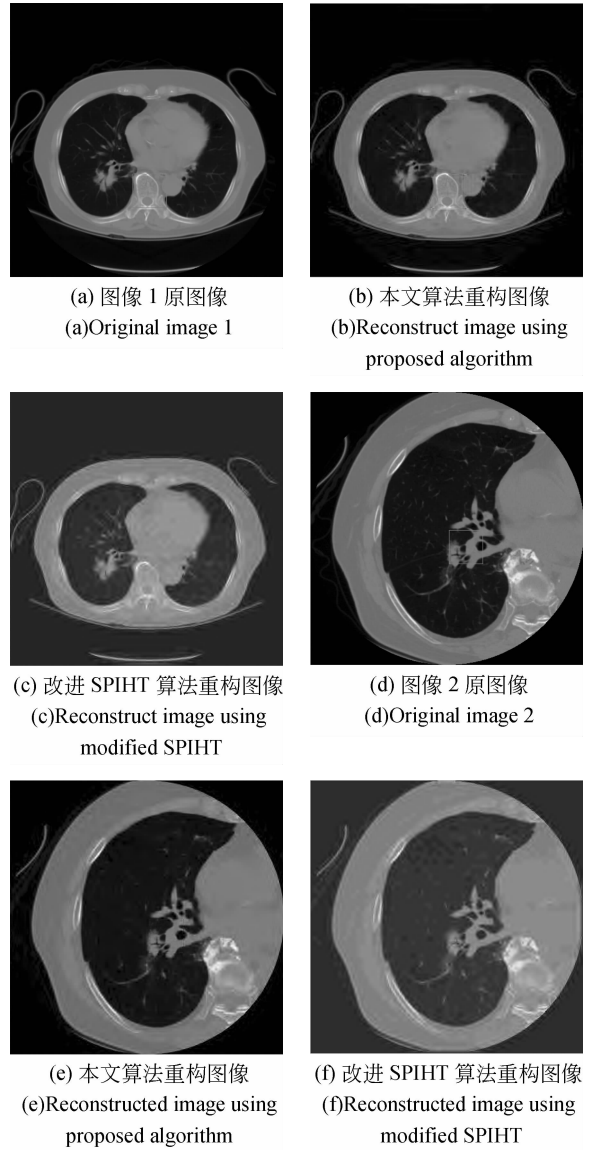 (a) 图像 1 原图像
(a)Original image 1
(b) 本文算法重构图像
(b)Reconstruct image using
proposed algorithm
(c) 改进 SPIHT 算法重构图像
(c)Reconstruct image using
modified SPIHT
(d) 图像 2 原图像
(d)Original image 2
(e) 本文算法重构图像
(e)Reconstructed image using
proposed algorithm
(f) 改进 SPIHT 算法重构图像
(f)Reconstructed image using
modified SPIHT